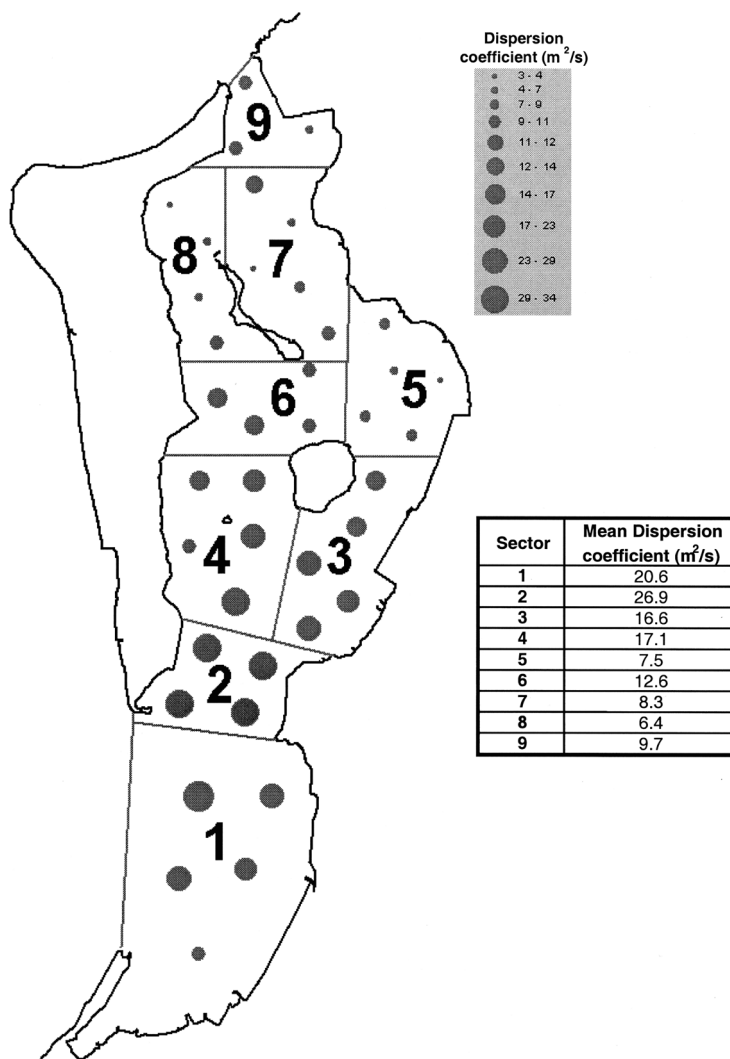 Dispersion
coefficient (m²/s)
3 - 4
4 - 7
7 - 9
9 - 11
11 - 12
12 - 14
14 - 17
17 - 23
23 - 29
29 - 34
9
8
7
6
5
4
3
2
1
Sector Mean Dispersion
coefficient (m²/s)
1 20.6
2 26.9
3 16.6
4 17.1
5 7.5
6 12.6
7 8.3
8 6.4
9 9.7